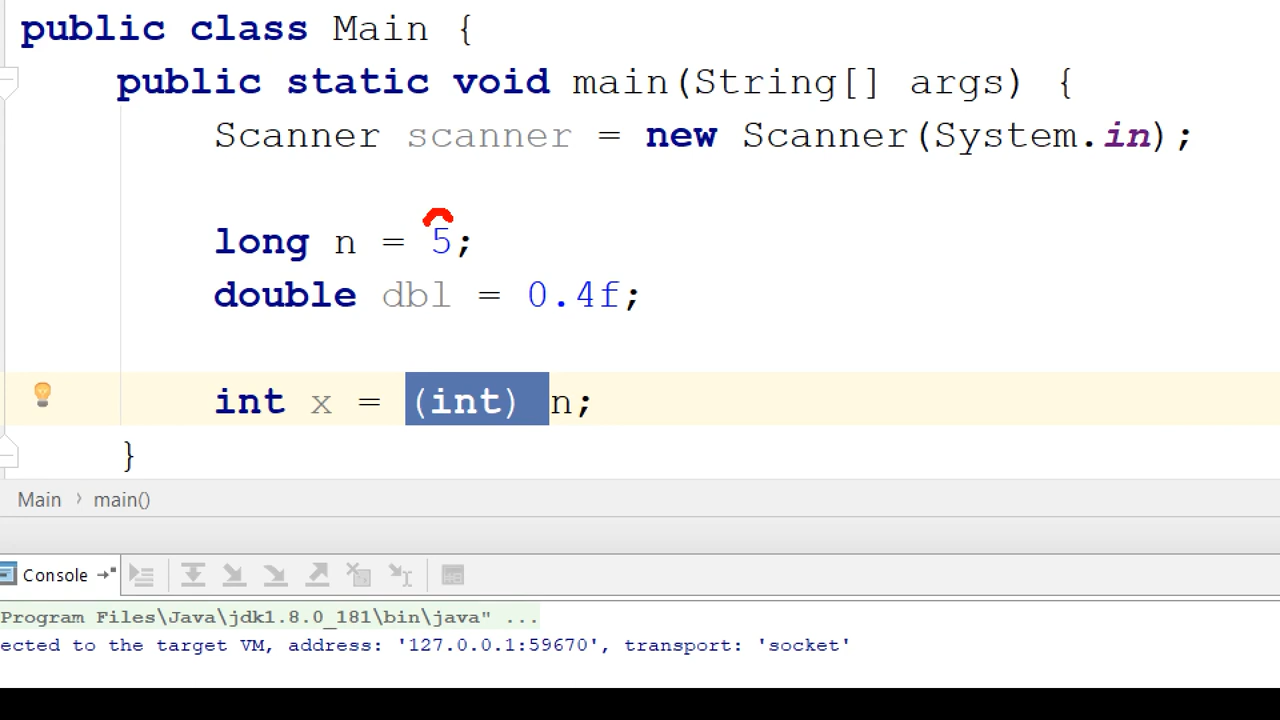 public class Main {
public static void main(String[] args) {
Scanner scanner = new Scanner(System.in);
long n = 5;
double dbl = 0.4f;
int x = (int) n;
}
Main › main()
Console
Program Files\Java\jdk1.8.0_181\bin\java" ...
ected to the target VM, address: '127.0.0.1:59670', transport: 'socket'